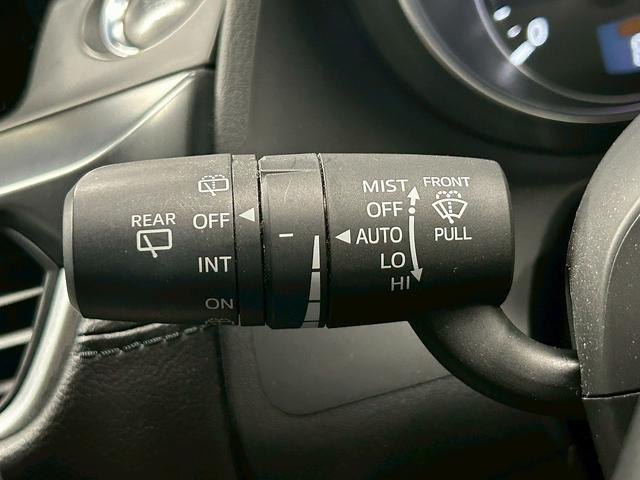 REAR
OFF
INT
ON
MIST
OFF
AUTO
LO
HI
FRONT
PULL